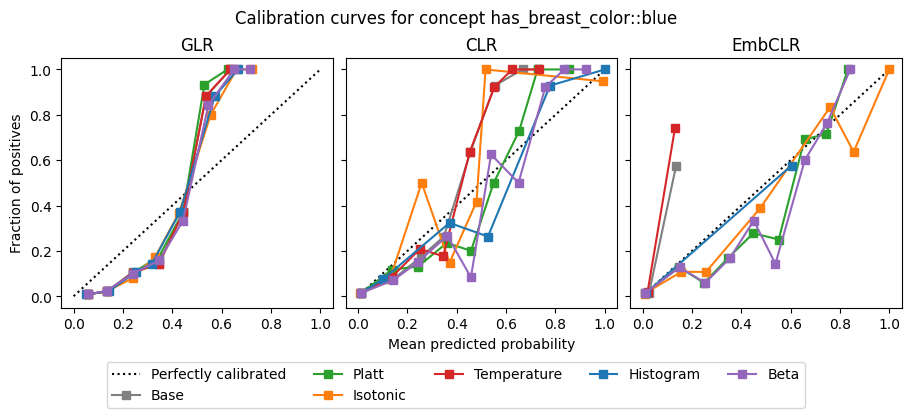 Calibration curves for concept has_breast_color::blue
GLR
CLR
EmbCLR
Fraction of positives
1.0
0.8
0.6
0.4
0.2
0.0
0.0 0.2 0.4 0.6 0.8 1.0
0.0 0.2 0.4 0.6 0.8 1.0
0.0 0.2 0.4 0.6 0.8 1.0
Mean predicted probability
Perfectly calibrated
Base
Platt
Isotonic
Temperature
Histogram
Beta